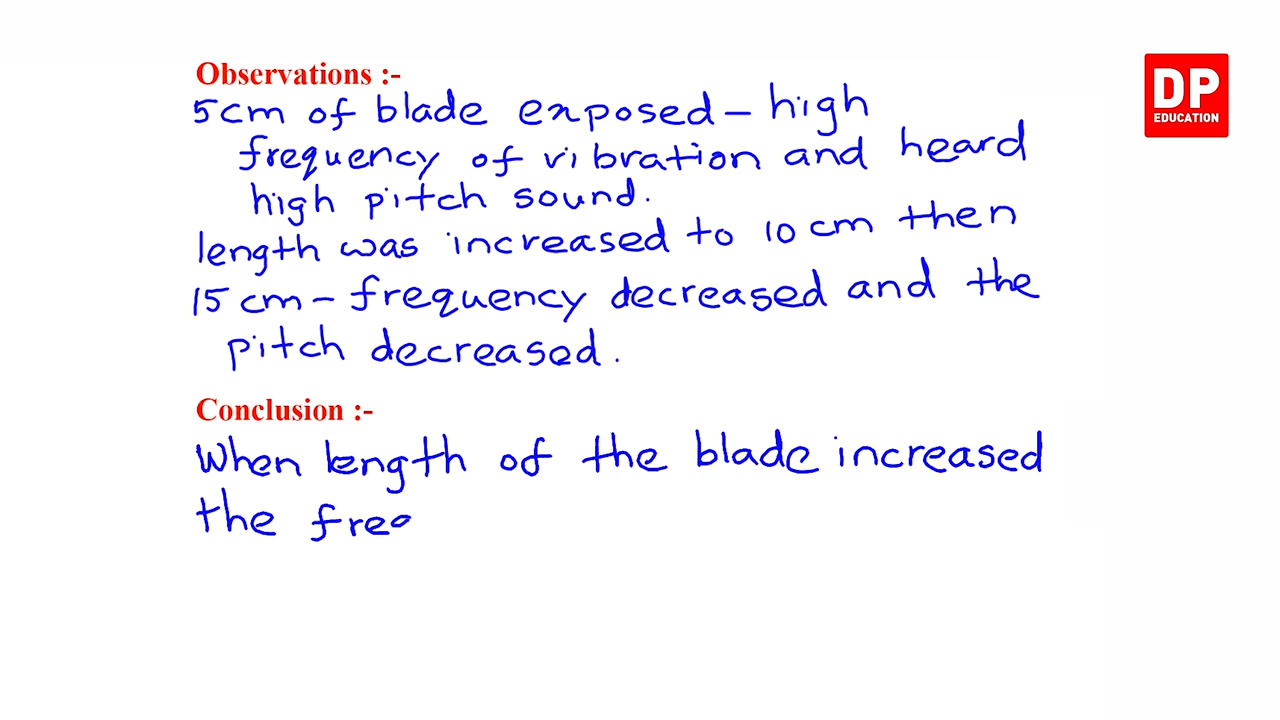 Observations :-
5cm of blade exposed – high
frequency of vibration and heard
high pitch sound.
length was increased to 10 cm then
15 cm – frequency decreased and the
pitch decreased.
Conclusion :-
When length of the blade increased
the freq
DP
EDUCATION